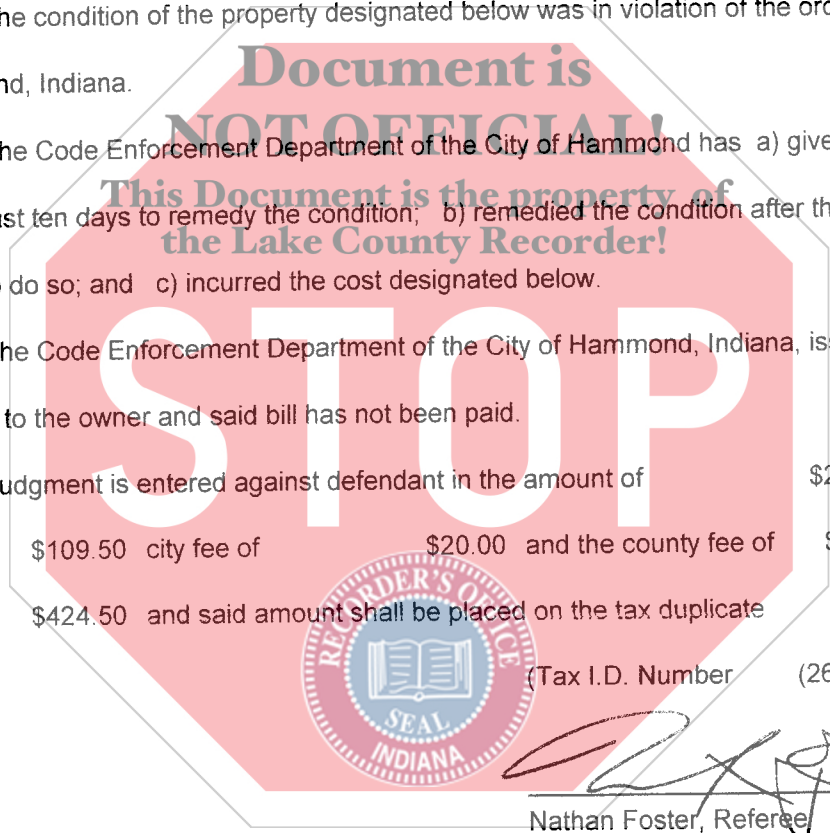 he condition of the property designated below was in violation of the ord
Document is
nd, Indiana.
NOT OFFICIAL!
he Code Enforcement Department of the City of Hammond has a) give
This Document is the property of
st ten days to remedy the condition; b) remedied the condition after th
the Lake County Recorder!
do so; and c) incurred the cost designated below.
STOP
he Code Enforcement Department of the City of Hammond, Indiana, iss
to the owner and said bill has not been paid.
udgment is entered against defendant in the amount of $2
$109.50 city fee of $20.00 and the county fee of $
$424.50 and said amount shall be placed on the tax duplicate
RECORDER'S OFFICE
(Tax I.D. Number (26
SEAL
INDIANA
Nathan Foster, Referee